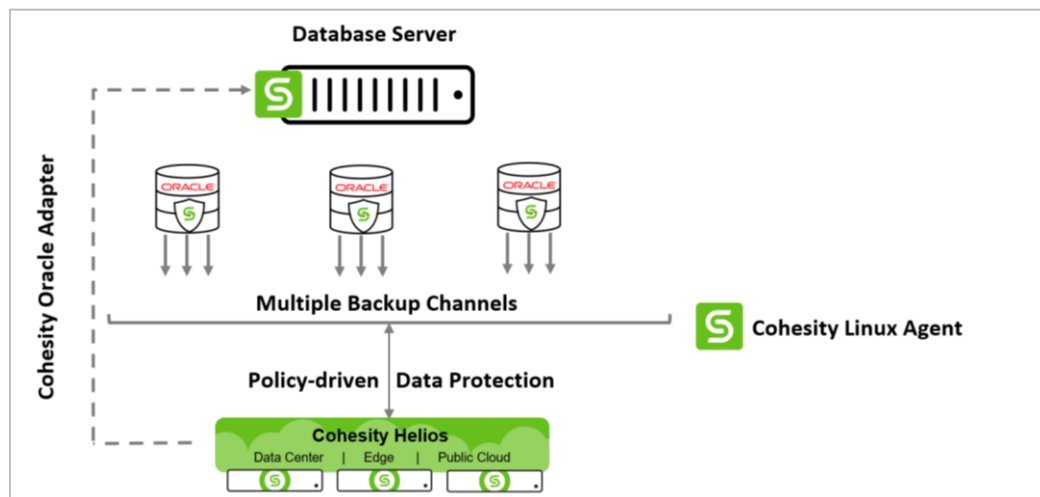 Database Server
Cohesity Oracle Adapter
ORACLE
ORACLE
ORACLE
Multiple Backup Channels
Cohesity Linux Agent
Policy-driven Data Protection
Cohesity Helios
Data Center | Edge | Public Cloud